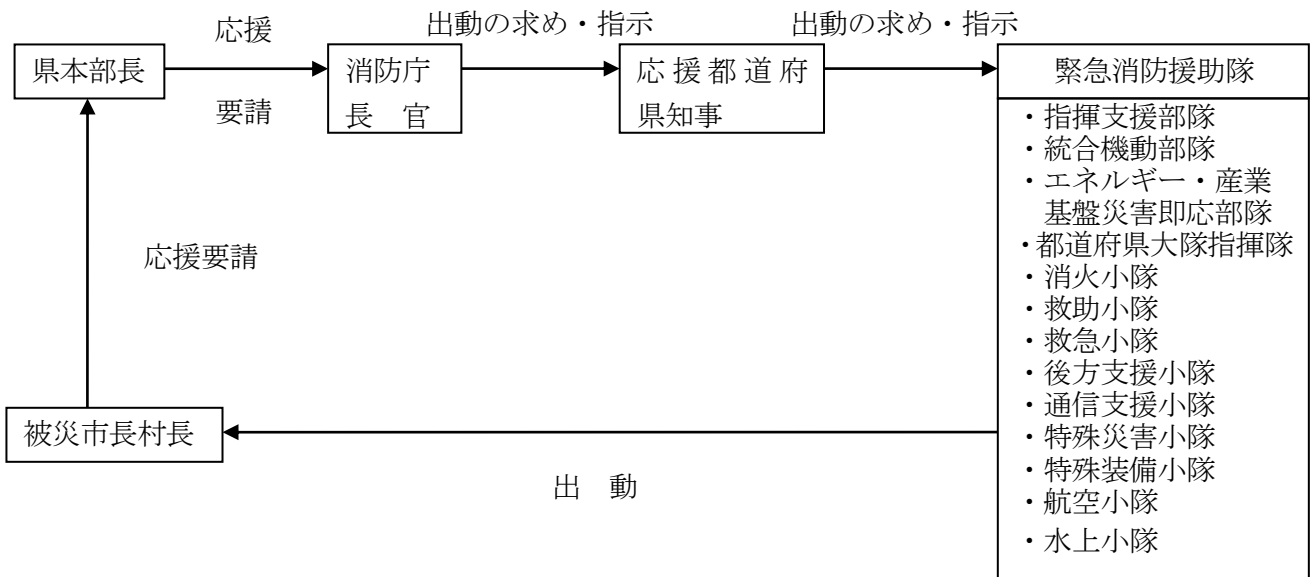 応援
出動の求め・指示
出動の求め・指示
県本部長
消防庁
長　官
応援都道府
県知事
緊急消防援助隊
要請
・指揮支援部隊
・統合機動部隊
・エネルギー・産業
基盤災害即応部隊
・都道府県大隊指揮隊
・消火小隊
・救助小隊
・救急小隊
・後方支援小隊
・通信支援小隊
・特殊災害小隊
・特殊装備小隊
・航空小隊
・水上小隊
応援要請
被災市長村長
出　動